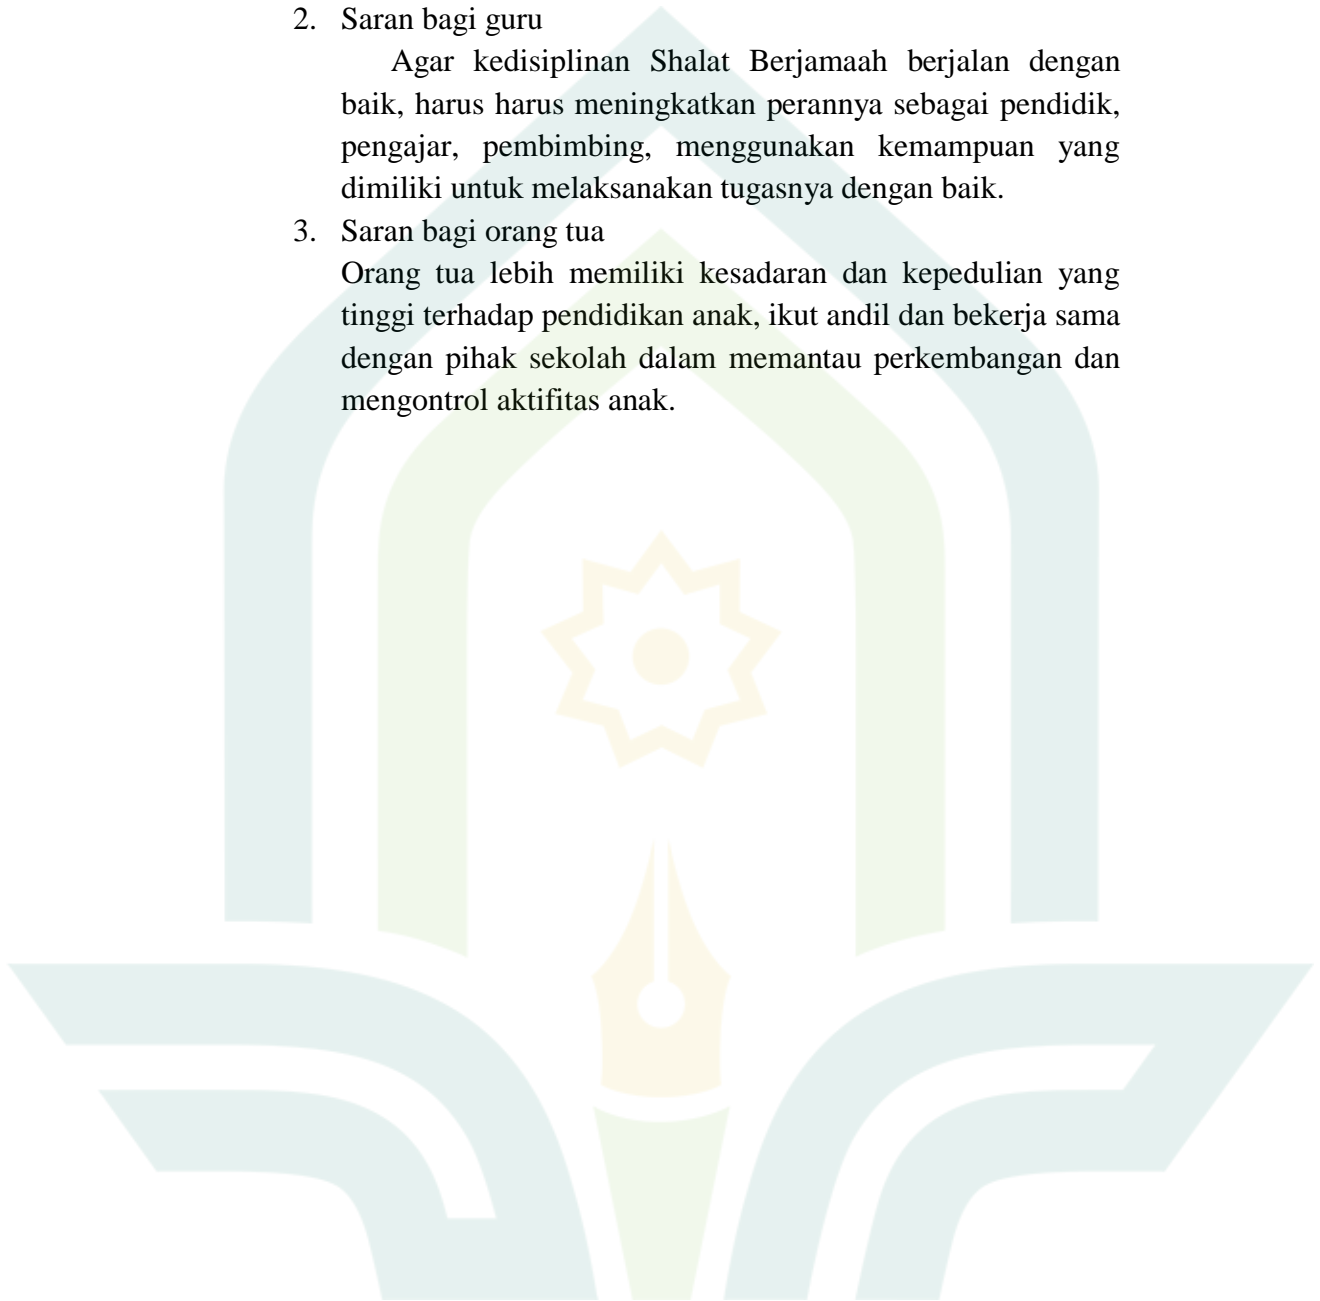 2. Saran bagi guru
Agar kedisiplinan Shalat Berjamaah berjalan dengan
baik, harus harus meningkatkan perannya sebagai pendidik,
pengajar, pembimbing, menggunakan kemampuan yang
dimiliki untuk melaksanakan tugasnya dengan baik.
3. Saran bagi orang tua
Orang tua lebih memiliki kesadaran dan kepedulian yang
tinggi terhadap pendidikan anak, ikut andil dan bekerja sama
dengan pihak sekolah dalam memantau perkembangan dan
mengontrol aktifitas anak.